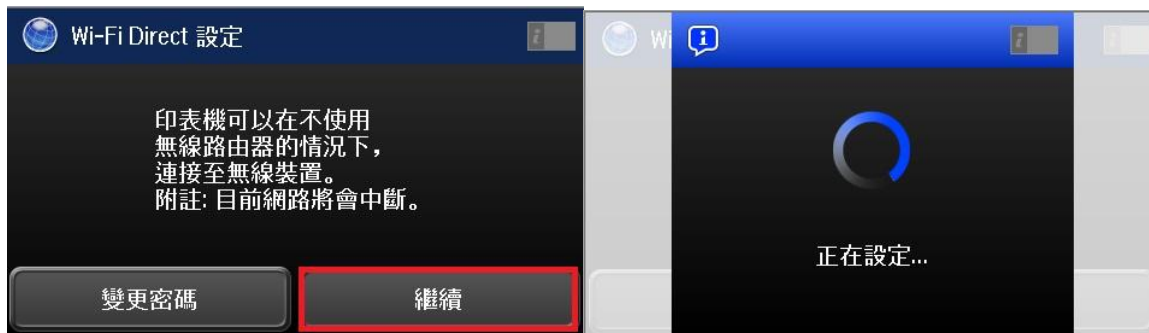 Wi-Fi Direct 設定
印表機可以在不使用
無線路由器的情況下，
連接至無線裝置。
附註: 目前網路將會中斷。
變更密碼
繼續
Wi
正在設定...